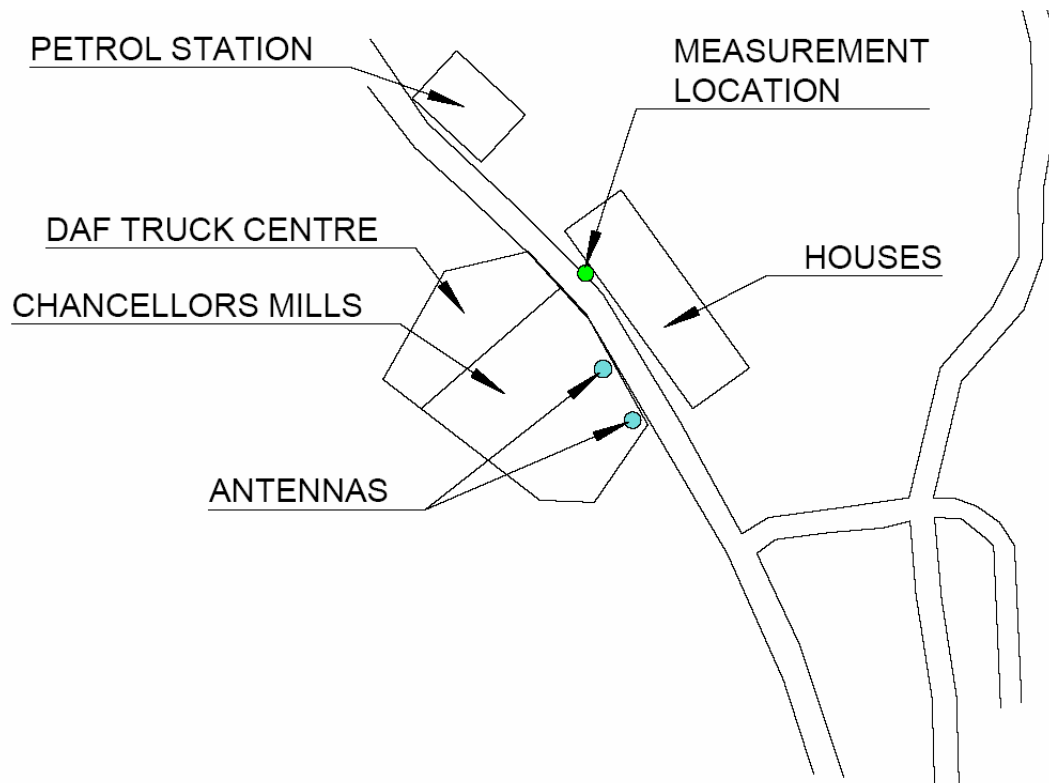 PETROL STATION
MEASUREMENT
LOCATION
DAF TRUCK CENTRE
HOUSES
CHANCELLORS MILLS
ANTENNAS